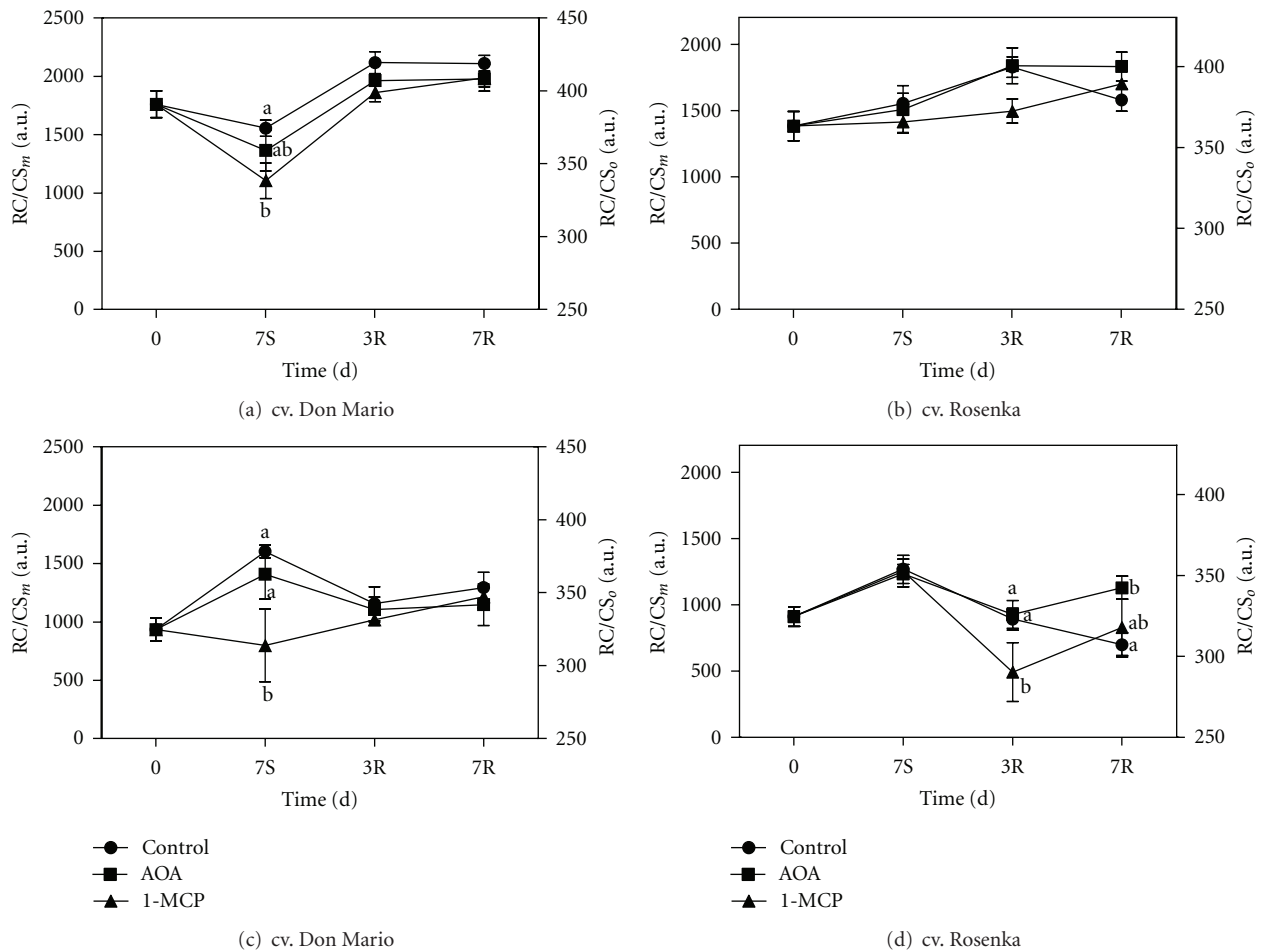 2500
2000
1500
1000
500
0
RC/CSm (a.u.)
450
400
350
300
250
RC/CSo (a.u.)
a
ab
b
0 7S 3R 7R
Time (d)
(a) cv. Don Mario
2000
1500
1000
500
0
RC/CSm (a.u.)
400
350
300
250
RC/CSo (a.u.)
0 7S 3R 7R
Time (d)
(b) cv. Rosenka
2500
2000
1500
1000
500
0
RC/CSm (a.u.)
450
400
350
300
250
RC/CSo (a.u.)
a
a
b
0 7S 3R 7R
Time (d)
Control
AOA
1-MCP
(c) cv. Don Mario
2000
1500
1000
500
0
RC/CSm (a.u.)
400
350
300
250
RC/CSo (a.u.)
a
a
b
b
ab
a
0 7S 3R 7R
Time (d)
Control
AOA
1-MCP
(d) cv. Rosenka